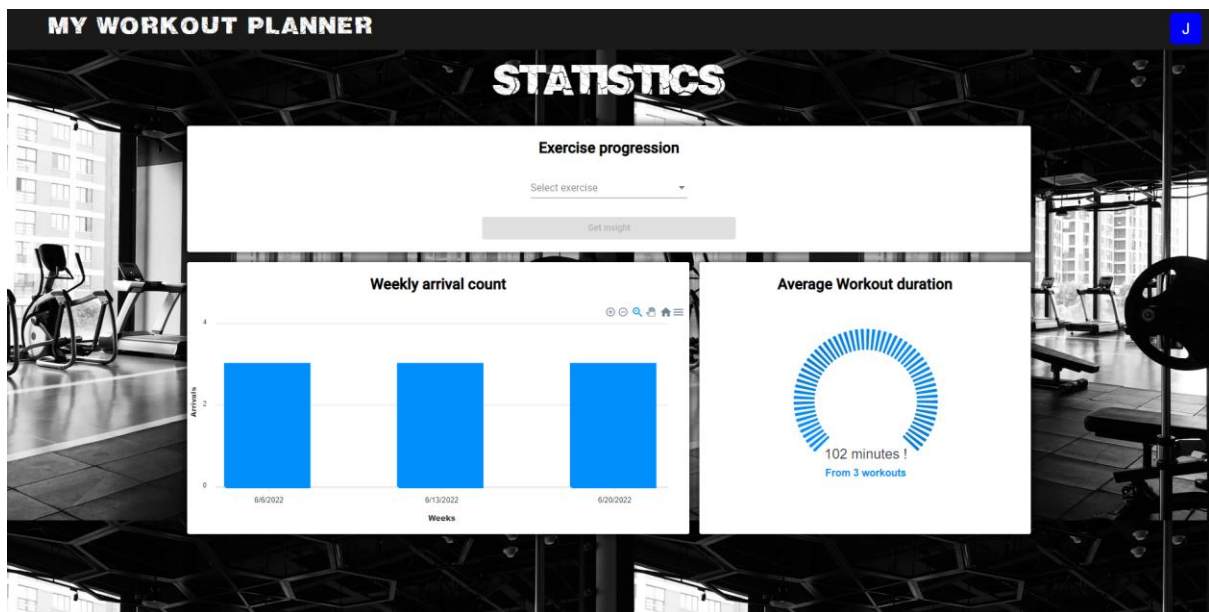 MY WORKOUT PLANNER
J
STATISTICS
Exercise progression
Select exercise
Get insight
Weekly arrival count
4
2
0
Arrivals
6/6/2022
6/13/2022
6/20/2022
Weeks
Average Workout duration
102 minutes !
From 3 workouts